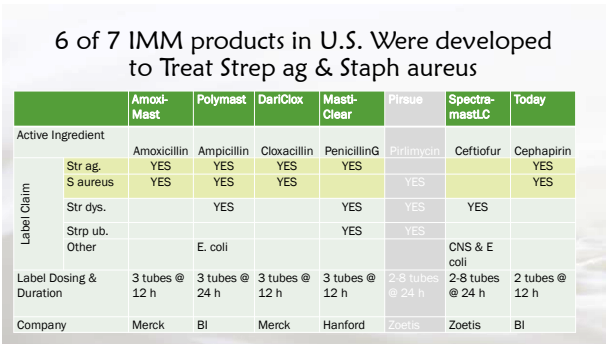 6 of 7 IMM products in U.S. Were developed
to Treat Strep ag & Staph aureus
Amoxi-Mast Polymast DariClox Masti-Clear Pirsue Spectra-mastLC Today
Active Ingredient Amoxicillin Ampicillin Cloxacillin PenicillinG Pirlimycin Ceftiofur Cephapirin
Label Claim
Str ag. YES YES YES YES YES
S aureus YES YES YES YES YES
Str dys. YES YES YES YES
Strp ub. YES YES
Other E. coli CNS & E coli
Label Dosing & Duration 3 tubes @ 12 h 3 tubes @ 24 h 3 tubes @ 12 h 3 tubes @ 12 h 2-8 tubes @ 24 h 2-8 tubes @ 24 h 2 tubes @ 12 h
Company Merck BI Merck Hanford Zoetis Zoetis BI